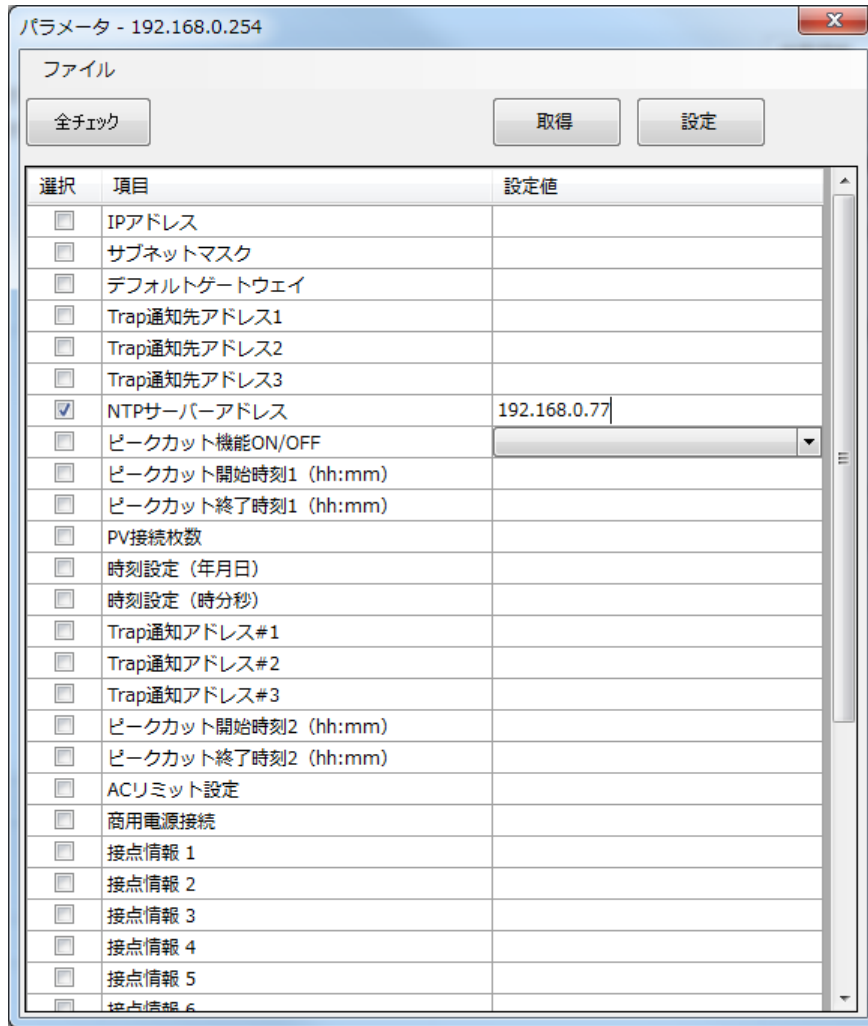 パラメータ - 192.168.0.254
ファイル
全チェック 取得 設定
選択 項目 設定値
IPアドレス
サブネットマスク
デフォルトゲートウェイ
Trap通知先アドレス1
Trap通知先アドレス2
Trap通知先アドレス3
NTPサーバーアドレス 192.168.0.77
ピークカット機能ON/OFF
ピークカット開始時刻1（hh:mm）
ピークカット終了時刻1（hh:mm）
PV接続枚数
時刻設定（年月日）
時刻設定（時分秒）
Trap通知アドレス#1
Trap通知アドレス#2
Trap通知アドレス#3
ピークカット開始時刻2（hh:mm）
ピークカット終了時刻2（hh:mm）
ACリミット設定
商用電源接続
接点情報 1
接点情報 2
接点情報 3
接点情報 4
接点情報 5
接点情報 6